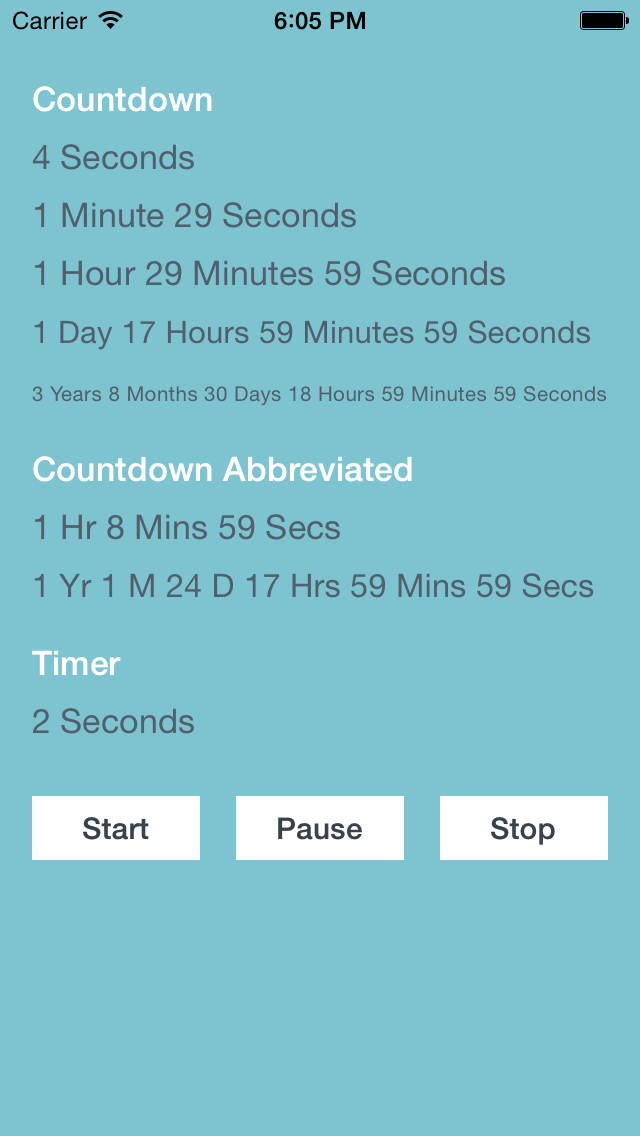 Carrier 6:05 PM
Countdown
4 Seconds
1 Minute 29 Seconds
1 Hour 29 Minutes 59 Seconds
1 Day 17 Hours 59 Minutes 59 Seconds
3 Years 8 Months 30 Days 18 Hours 59 Minutes 59 Seconds
Countdown Abbreviated
1 Hr 8 Mins 59 Secs
1 Yr 1 M 24 D 17 Hrs 59 Mins 59 Secs
Timer
2 Seconds
Start Pause Stop